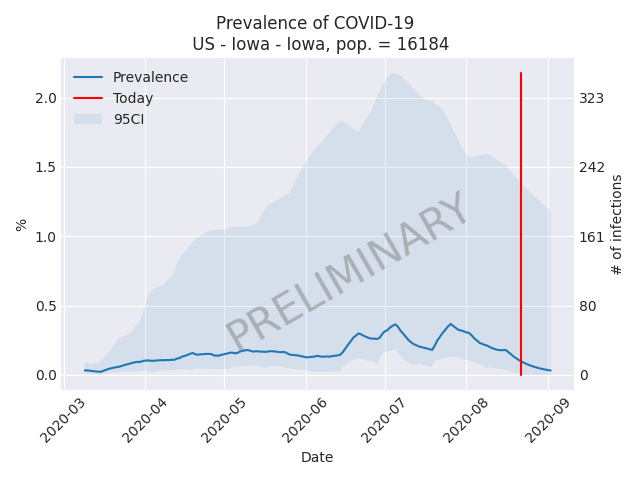 Prevalence of COVID-19
US - Iowa - Iowa, pop. = 16184
Prevalence
Today
95CI
2.0
1.5
1.0
0.5
0.0
%
323
242
161
80
0
# of infections
PRELIMINARY
2020-03
2020-04
2020-05
2020-06
2020-07
2020-08
2020-09
Date